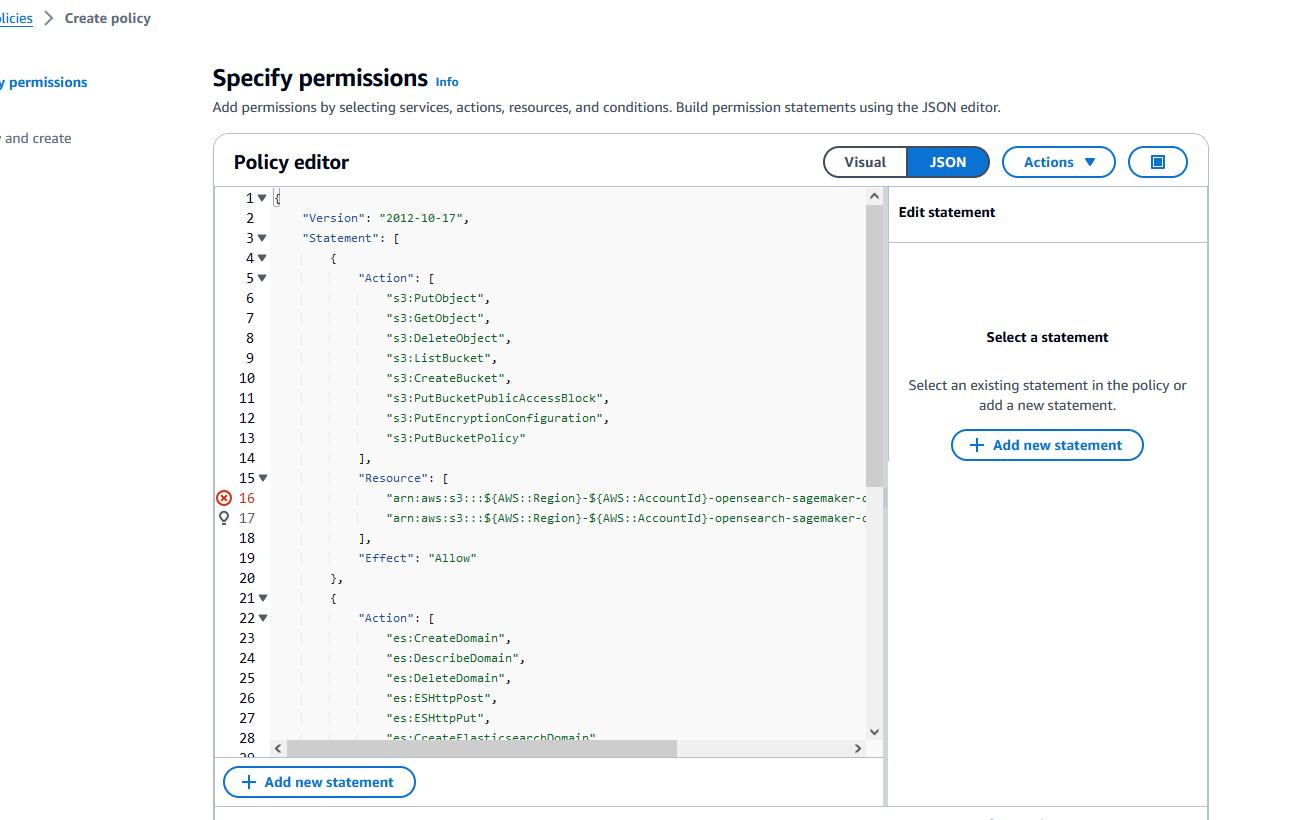 Create policy
permissions
and create
Specify permissions Info
Add permissions by selecting services, actions, resources, and conditions. Build permission statements using the JSON editor.
Policy editor
Visual JSON Actions
1 {
2 "Version": "2012-10-17",
3 "Statement": [
4 {
5 "Action": [
6 "s3:PutObject",
7 "s3:GetObject",
8 "s3:DeleteObject",
9 "s3:ListBucket",
10 "s3:CreateBucket",
11 "s3:PutBucketPublicAccessBlock",
12 "s3:PutEncryptionConfiguration",
13 "s3:PutBucketPolicy"
14 ],
15 "Resource": [
16 "arn:aws:s3:::${AWS::Region}-${AWS::AccountId}-opensearch-sagemaker-
17 "arn:aws:s3:::${AWS::Region}-${AWS::AccountId}-opensearch-sagemaker-
18 ],
19 "Effect": "Allow"
20 },
21 {
22 "Action": [
23 "es:CreateDomain",
24 "es:DescribeDomain",
25 "es:DeleteDomain",
26 "es:ESHttpPost",
27 "es:ESHttpPut",
28 "es:CreateElasticsearchDomain"
29
Add new statement
Edit statement
Select a statement
Select an existing statement in the policy or
add a new statement.
Add new statement